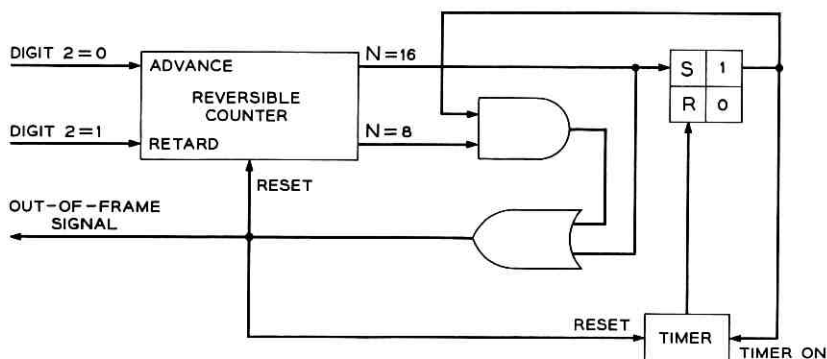 DIGIT 2=0
ADVANCE
N=16
S 1
REVERSIBLE
COUNTER
R 0
DIGIT 2=1
RETARD
N=8
RESET
OUT-OF-FRAME
SIGNAL
RESET
TIMER
TIMER ON